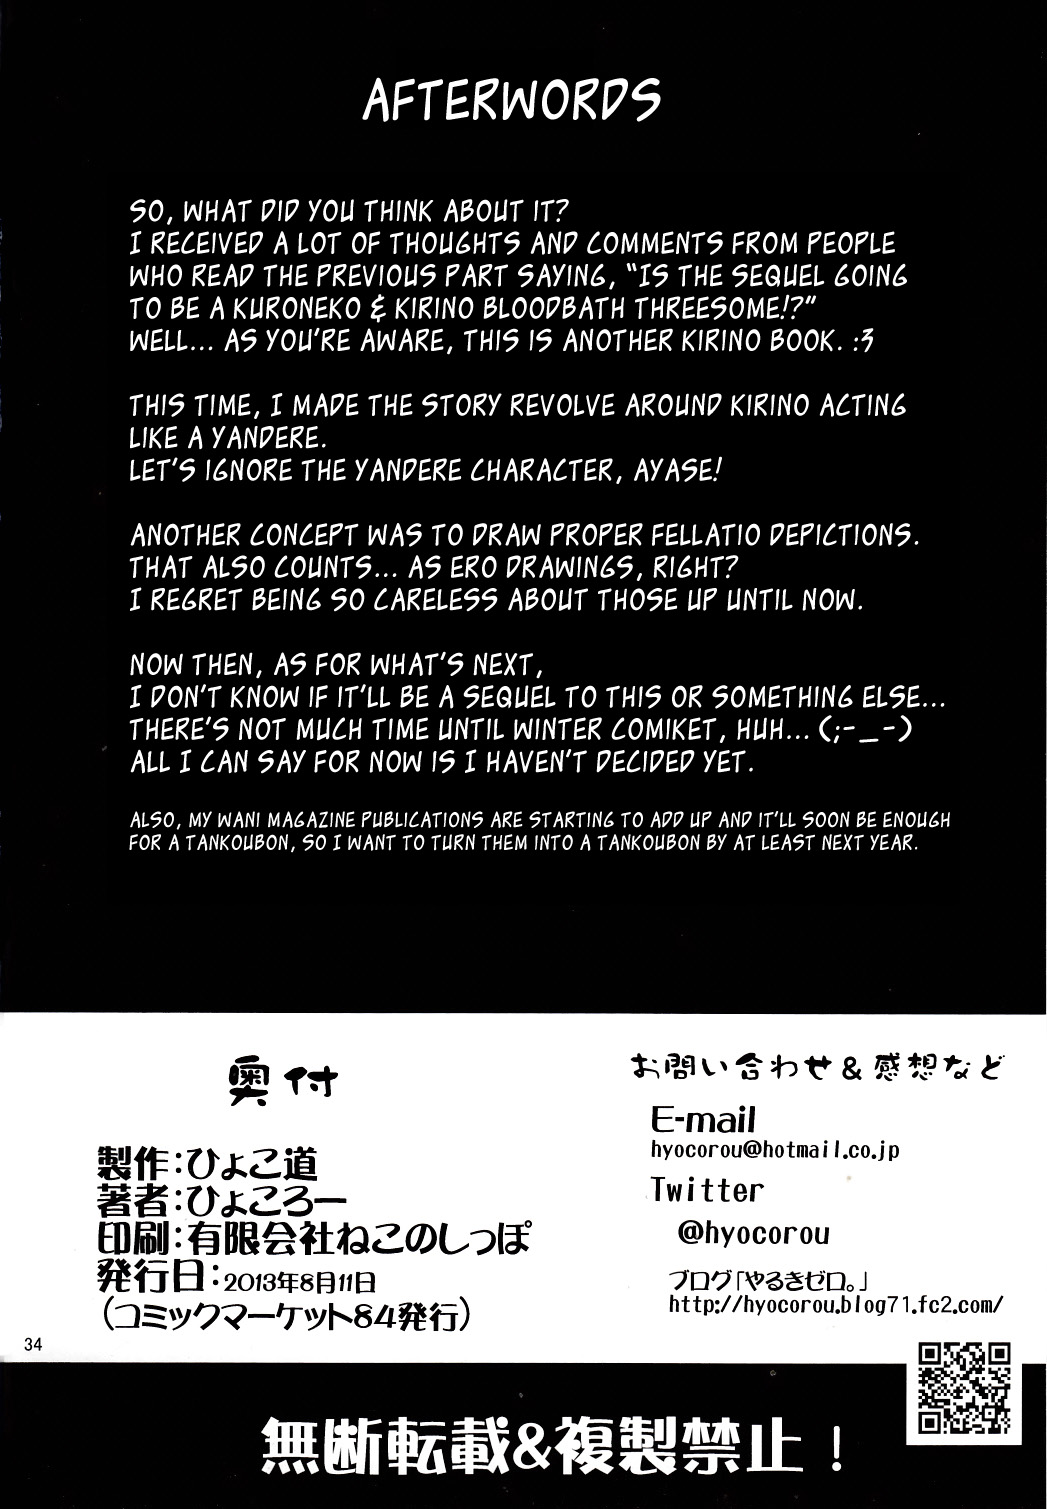 AFTERWORDS
SO, WHAT DID YOU THINK ABOUT IT?
I RECEIVED A LOT OF THOUGHTS AND COMMENTS FROM PEOPLE
WHO READ THE PREVIOUS PART SAYING, "IS THE SEQUEL GOING
TO BE A KURONEKO & KIRINO BLOODBATH THREESOME!?"
WELL... AS YOU'RE AWARE, THIS IS ANOTHER KIRINO BOOK. :3
THIS TIME, I MADE THE STORY REVOLVE AROUND KIRINO ACTING
LIKE A YANDERE.
LET'S IGNORE THE YANDERE CHARACTER, AYASE!
ANOTHER CONCEPT WAS TO DRAW PROPER FELLATIO DEPICTIONS.
THAT ALSO COUNTS... AS ERO DRAWINGS, RIGHT?
I REGRET BEING SO CARELESS ABOUT THOSE UP UNTIL NOW.
NOW THEN, AS FOR WHAT'S NEXT,
I DON'T KNOW IF IT'LL BE A SEQUEL TO THIS OR SOMETHING ELSE...
THERE'S NOT MUCH TIME UNTIL WINTER COMIKET, HUH... (;-_-)
ALL I CAN SAY FOR NOW IS I HAVEN'T DECIDED YET.
ALSO, MY WANI MAGAZINE PUBLICATIONS ARE STARTING TO ADD UP AND IT'LL SOON BE ENOUGH
FOR A TANKOUBON, SO I WANT TO TURN THEM INTO A TANKOUBON BY AT LEAST NEXT YEAR.
奥付
製作:ひよこ道
著者:ひょころー
印刷:有限会社ねこのしっぽ
発行日:2013年8月11日
(コミックマーケット84発行)
お問い合わせ&感想など
E-mail
hyocorou@hotmail.co.jp
Twitter
@hyocorou
ブログ「やるきゼロ。」
http://hyocorou.blog71.fc2.com/
34
無断転載&複製禁止!